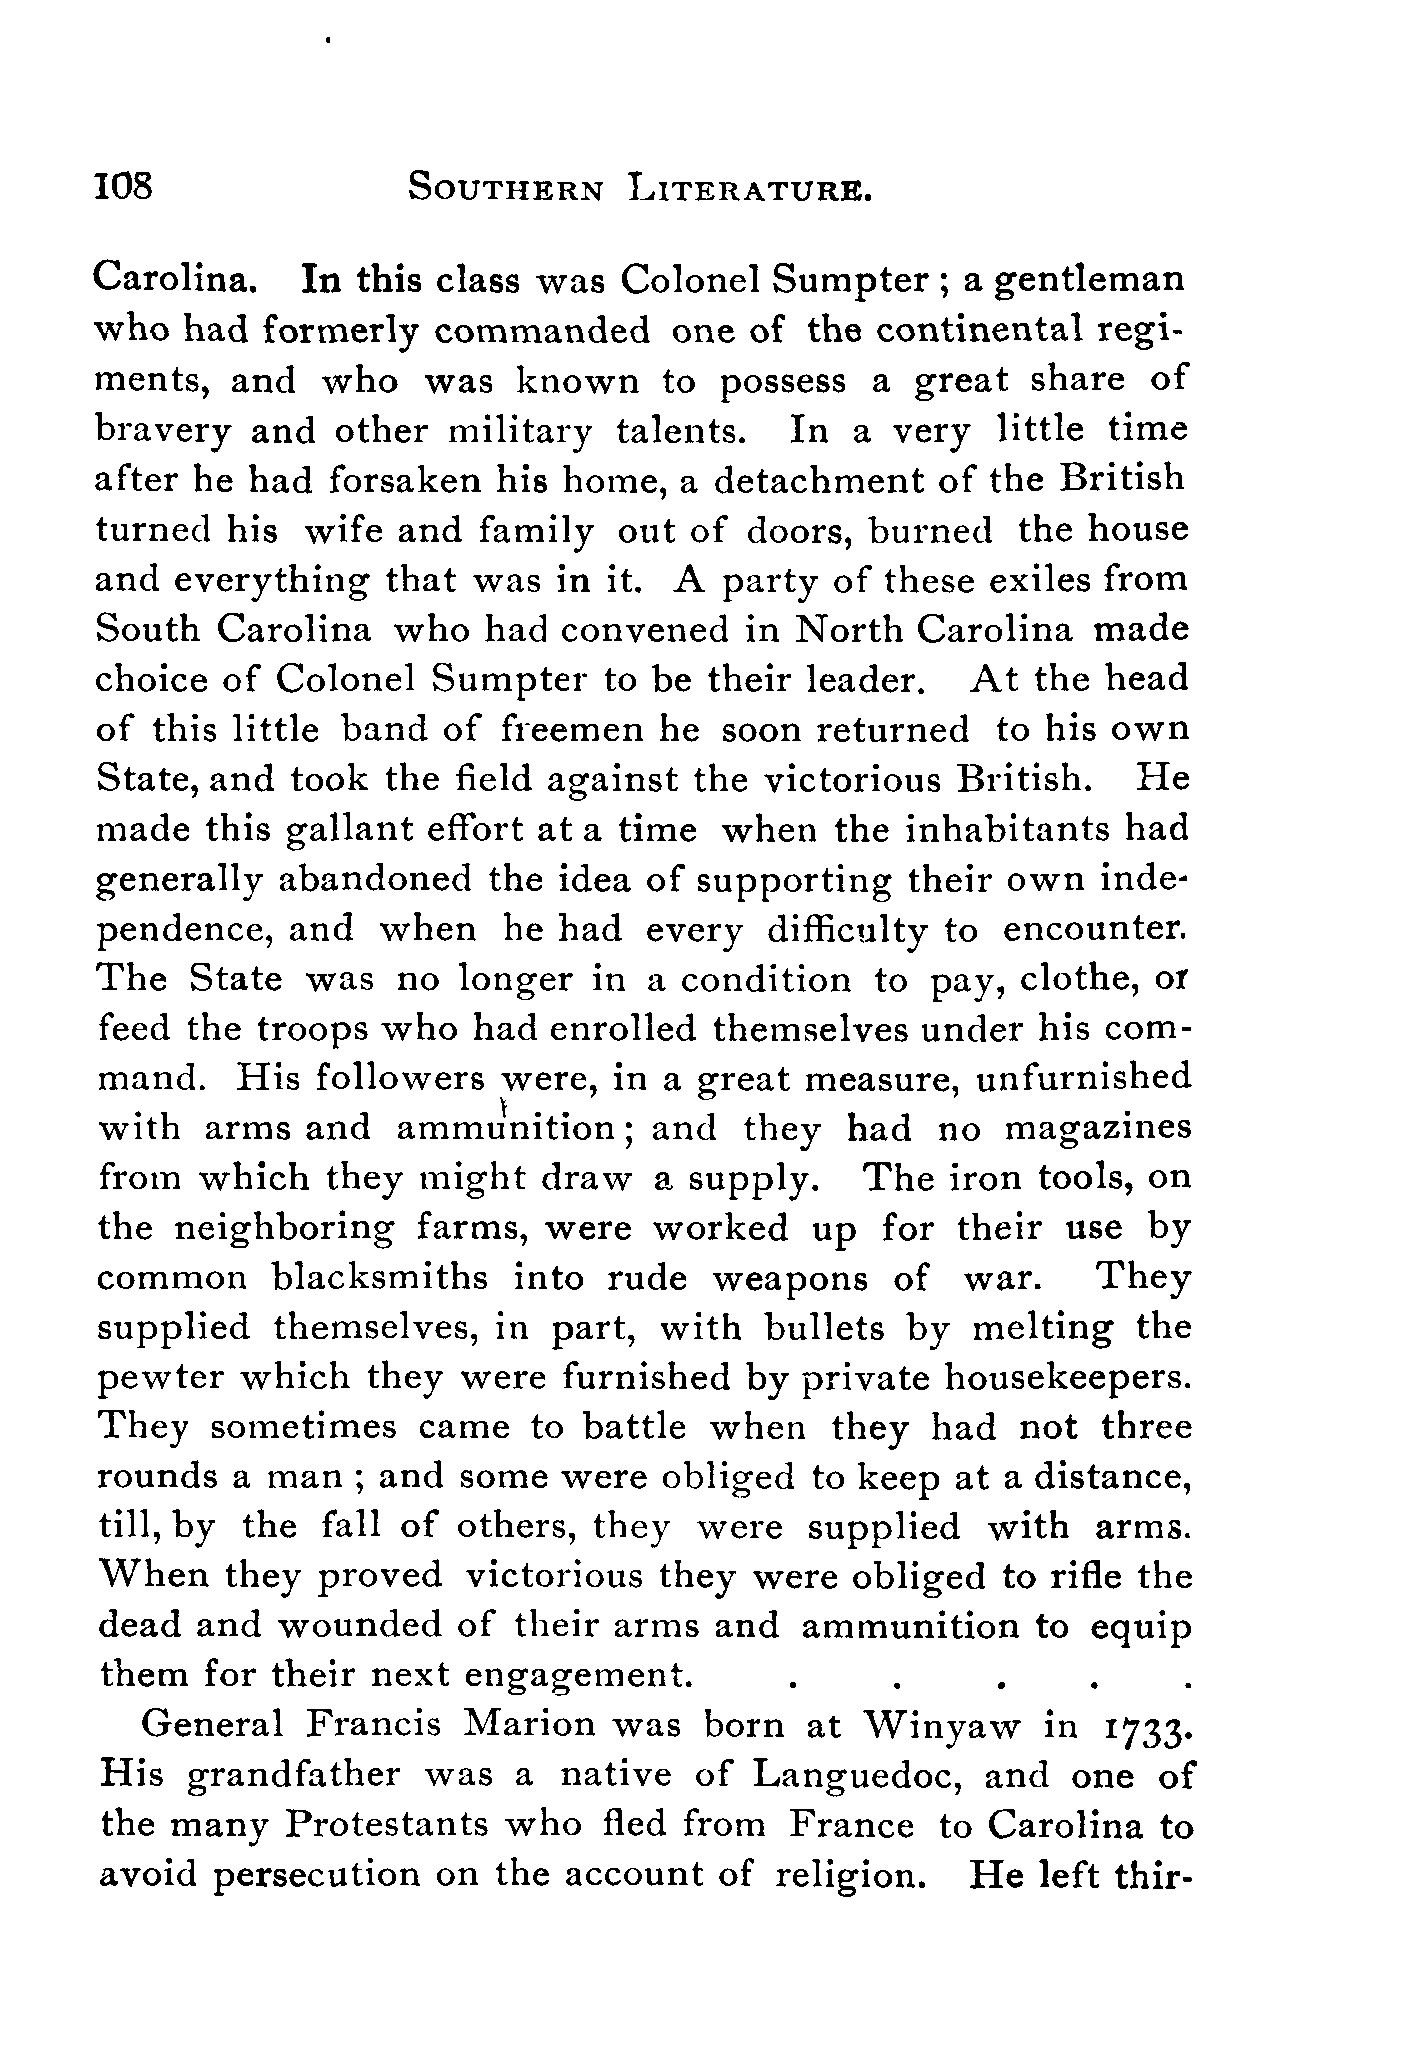 108 SOUTHERN LITERATURE.
Carolina. In this class was Colonel Sumpter ; a gentleman
who had formerly commanded one of the continental regi-
ments, and who was known to possess a great share of
bravery and other military talents. In a very little time
after he had forsaken his home, a detachment of the British
turned his wife and family out of doors, burned the house
and everything that was in it. A party of these exiles from
South Carolina who had convened in North Carolina made
choice of Colonel Sumpter to be their leader. At the head
of this little band of freemen he soon returned to his own
State, and took the field against the victorious British. He
made this gallant effort at a time when the inhabitants had
generally abandoned the idea of supporting their own inde-
pendence, and when he had every difficulty to encounter.
The State was no longer in a condition to pay, clothe, or
feed the troops who had enrolled themselves under his com-
mand. His followers were, in a great measure, unfurnished
with arms and ammunition; and they had no magazines
from which they might draw a supply. The iron tools, on
the neighboring farms, were worked up for their use by
common blacksmiths into rude weapons of war. They
supplied themselves, in part, with bullets by melting the
pewter which they were furnished by private housekeepers.
They sometimes came to battle when they had not three
rounds a man ; and some were obliged to keep at a distance,
till, by the fall of others, they were supplied with arms.
When they proved victorious they were obliged to rifle the
dead and wounded of their arms and ammunition to equip
them for their next engagement. . . . . .
General Francis Marion was born at Winyaw in 1733.
His grandfather was a native of Languedoc, and one of
the many Protestants who fled from France to Carolina to
avoid persecution on the account of religion. He left thir-